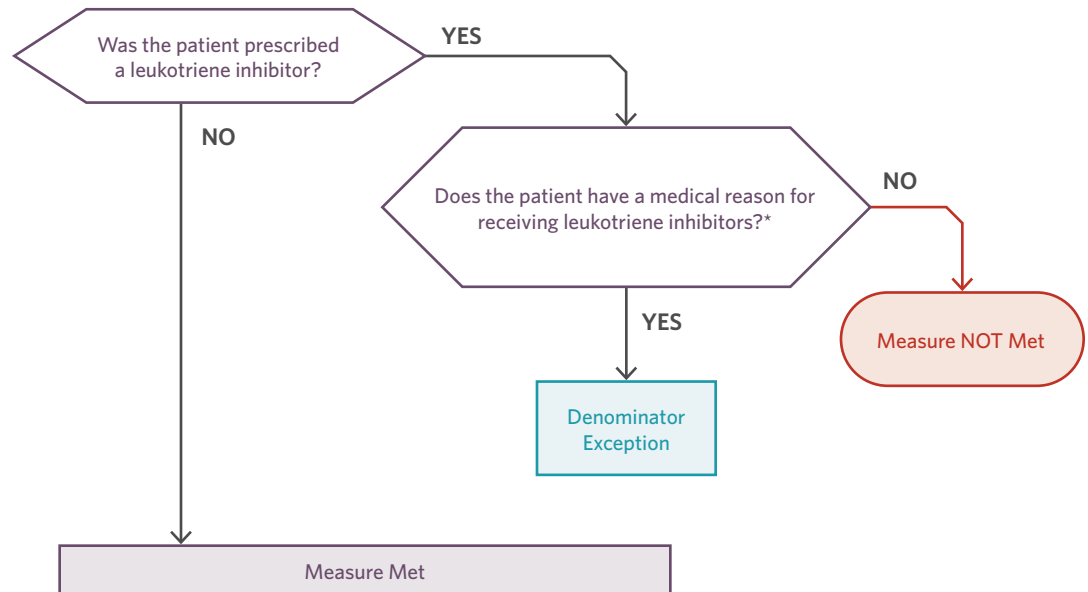 Was the patient prescribed
a leukotriene inhibitor?
YES
NO
Does the patient have a medical reason for
receiving leukotriene inhibitors?*
NO
YES
Measure NOT Met
Denominator
Exception
Measure Met